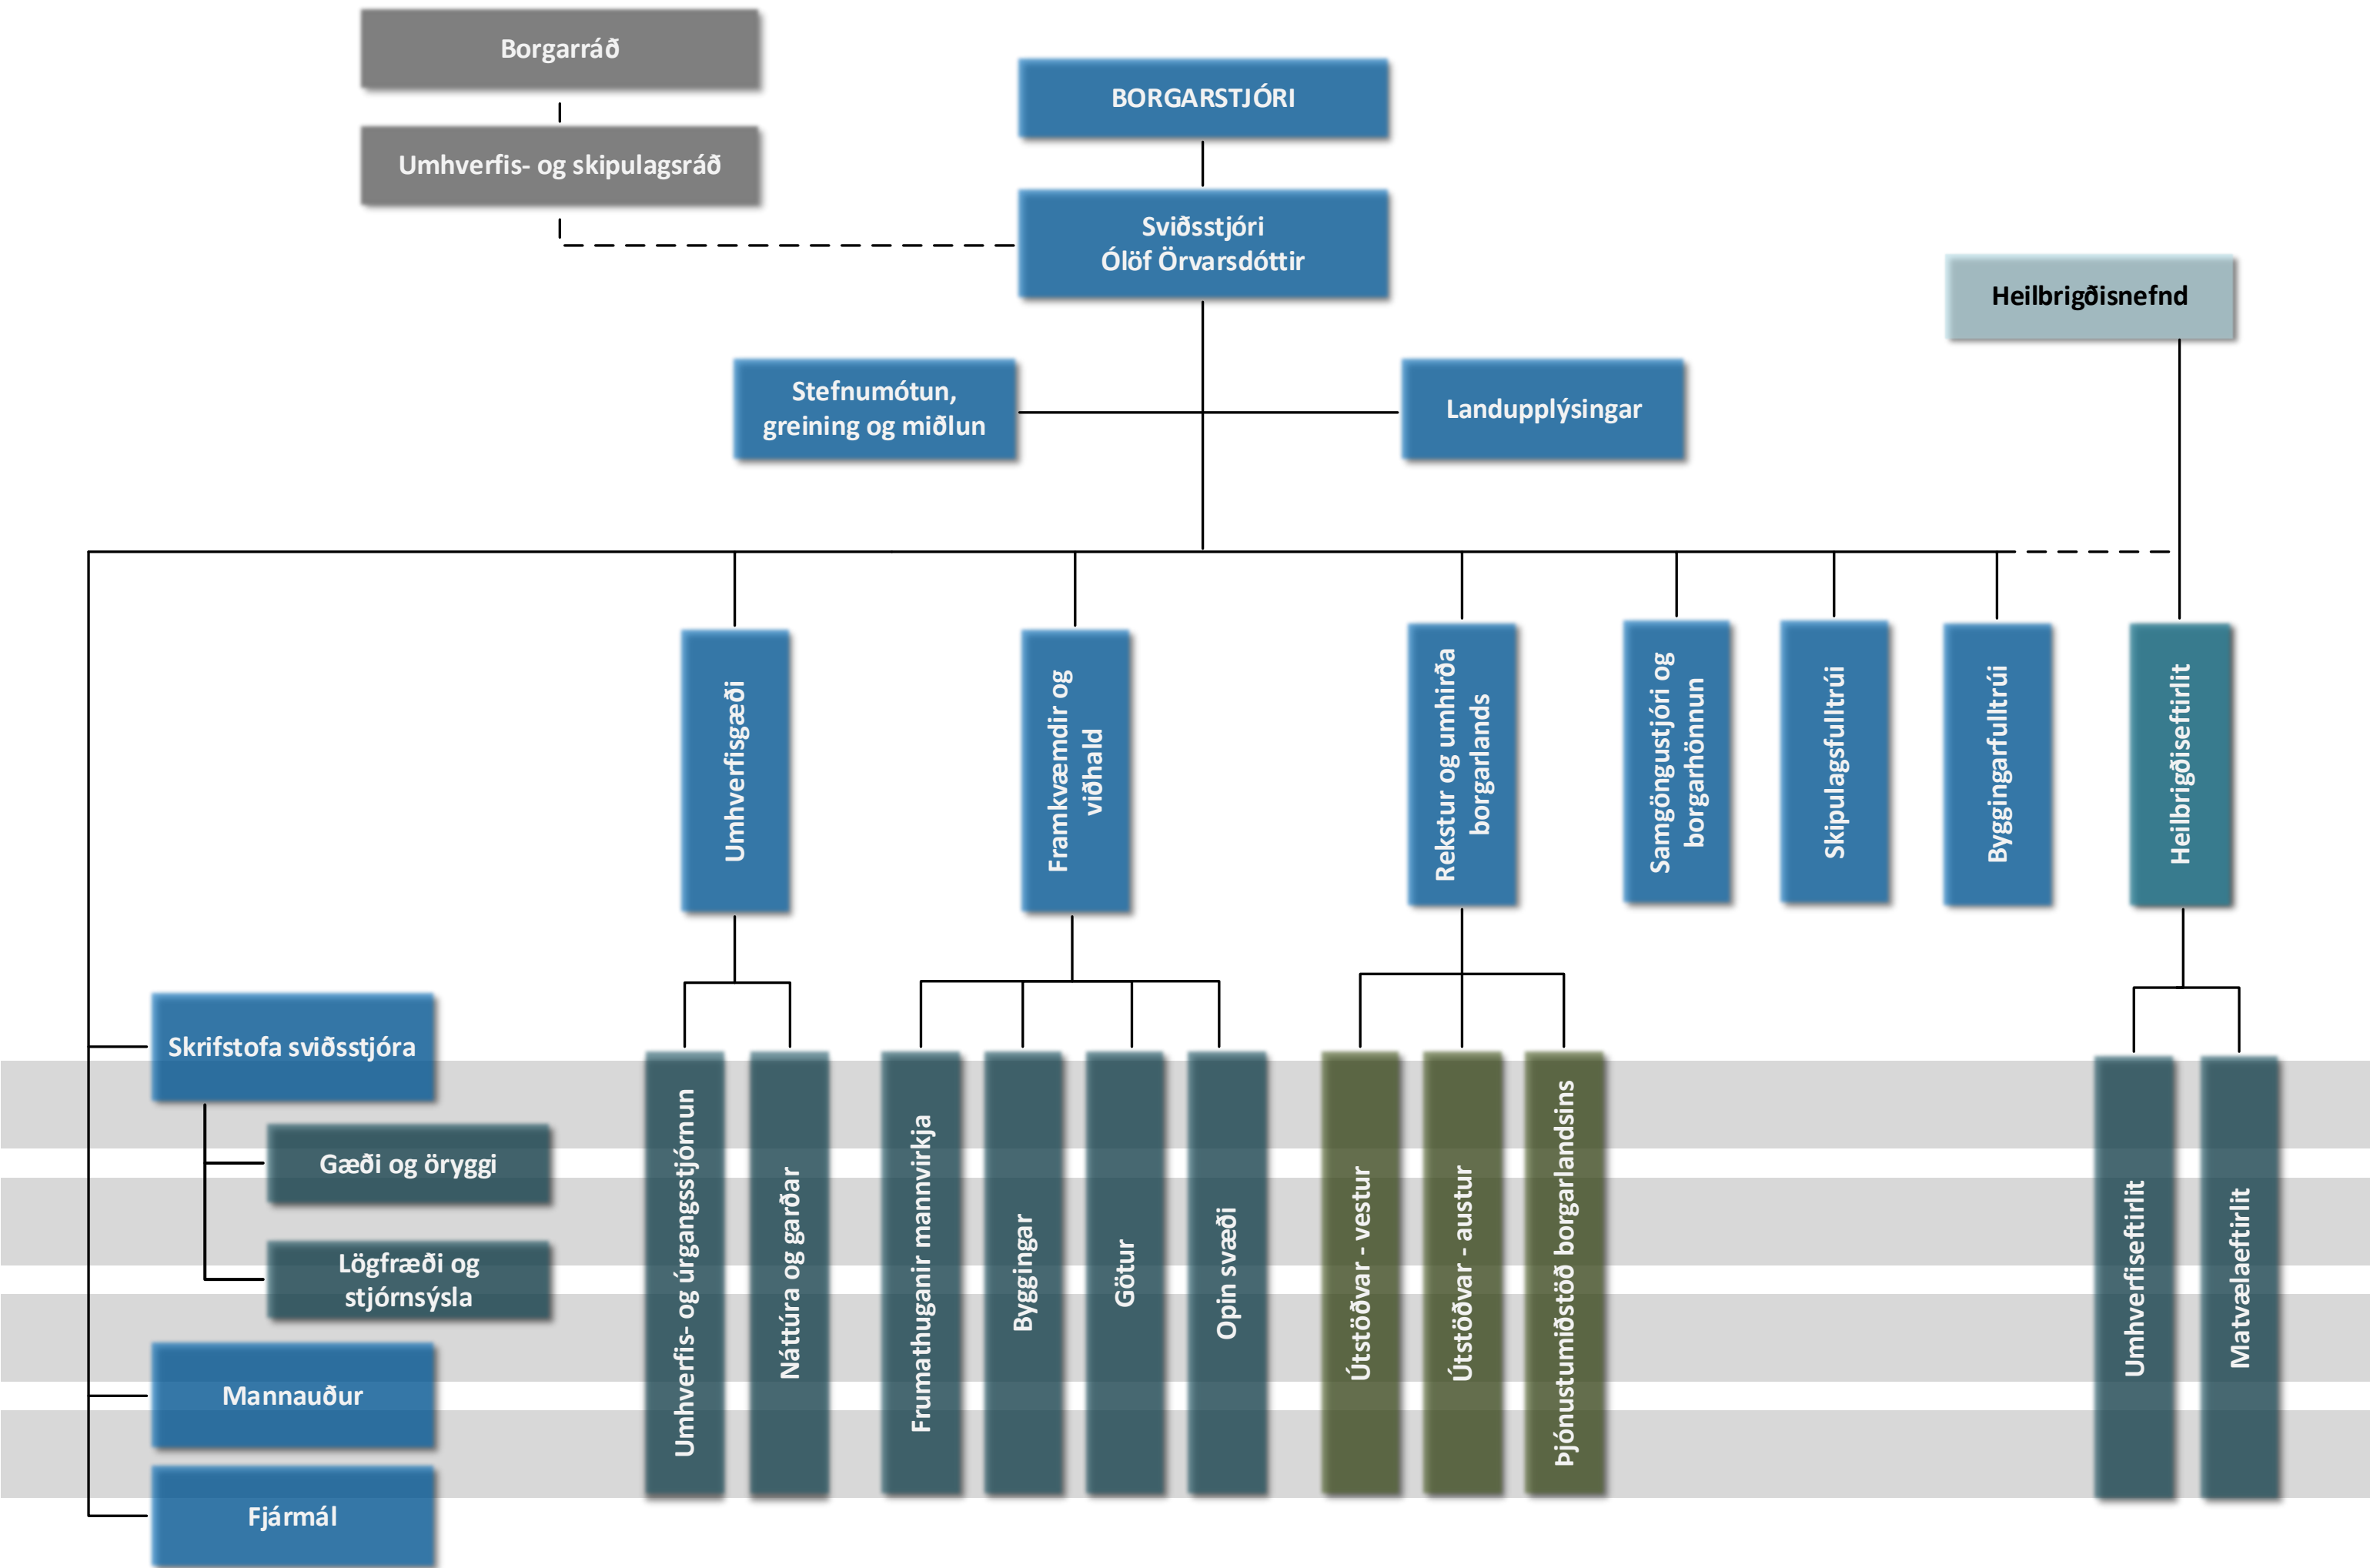 Borgarráð
BORGARSTJÓRI
Umhverfis- og skipulagsráð
Sviðsstjóri
Ólöf Örvarsdóttir
Heilbrigðisnefnd
Stefnumótun,
greining og miðlun
Landupplýsingar
Umhverfisgæði
Framkvæmdir og
viðhald
Rekstur og umhirða
borgarlands
Samgöngustjóri og
borgarhönnun
Skipulagsfulltrúi
Byggingarfulltrúi
Heilbrigðiseftirlit
Skrifstofa sviðsstjóra
Gæði og öryggi
Lögfræði og
stjórnsýsla
Mannauður
Fjármál
Umhverfis- og úrgangsstjórnun
Náttúra og garðar
Frumathuganir mannvirkja
Byggingar
Götur
Opin svæði
Útstöðvar - vestur
Útstöðvar - austur
Þjónustumiðstöð borgarlandsins
Umhverfiseftirlit
Matvælaeftirlit